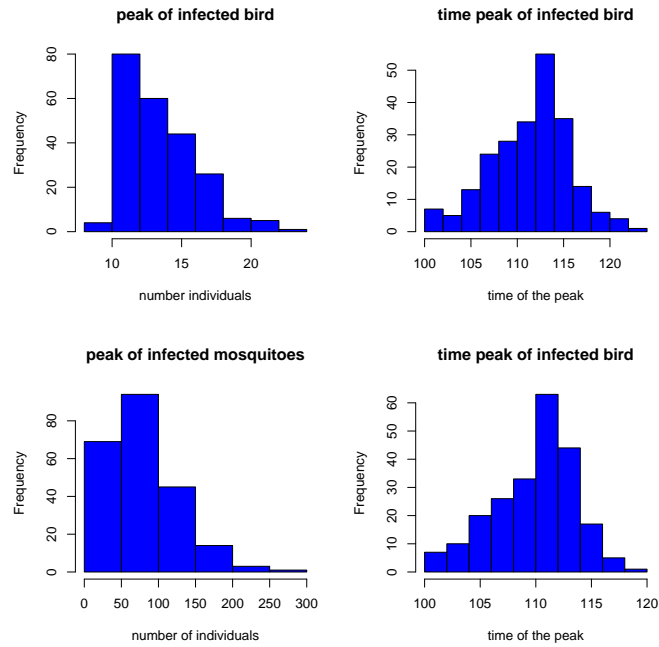 peak of infected bird
Frequency
0 20 40 60 80
10 15 20
number individuals
time peak of infected bird
Frequency
0 10 20 30 40 50
100 105 110 115 120
time of the peak
peak of infected mosquitoes
Frequency
0 20 40 60 80
0 50 100 150 200 250 300
number of individuals
time peak of infected bird
Frequency
0 10 20 30 40 50 60
100 105 110 115 120
time of the peak